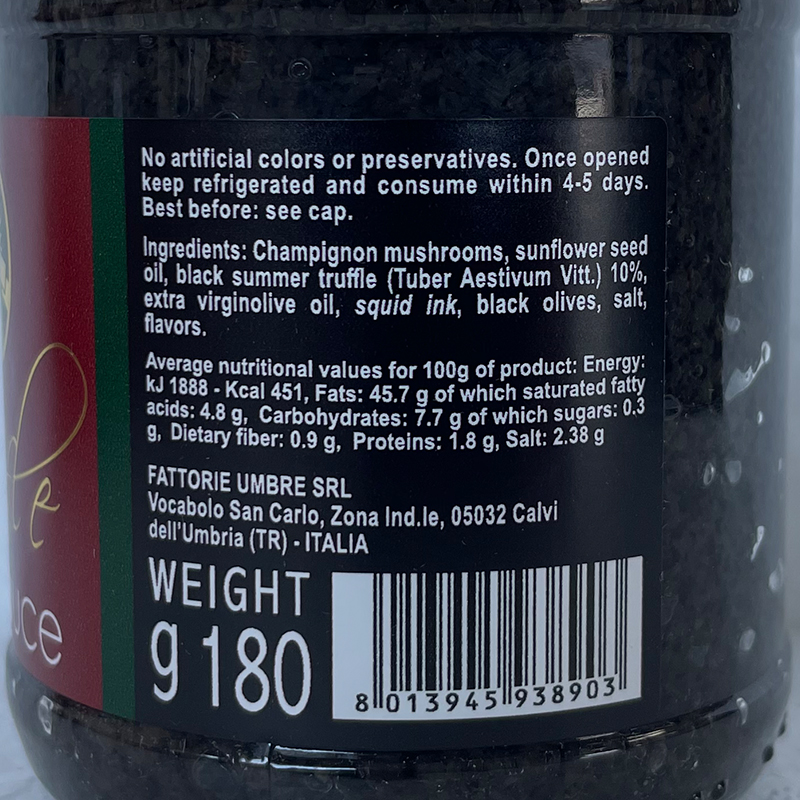 No artificial colors or preservatives. Once opened
keep refrigerated and consume within 4-5 days.
Best before: see cap.
Ingredients: Champignon mushrooms, sunflower seed
oil, black summer truffle (Tuber Aestivum Vitt.) 10%,
extra virginolive oil, squid ink, black olives, salt,
flavors.
Average nutritional values for 100g of product: Energy:
kJ 1888 - Kcal 451, Fats: 45.7 g of which saturated fatty
acids: 4.8 g, Carbohydrates: 7.7 g of which sugars: 0.3
g, Dietary fiber: 0.9 g, Proteins: 1.8 g, Salt: 2.38 g
FATTORIE UMBRE SRL
Vocabolo San Carlo, Zona Ind.le, 05032 Calvi
dell'Umbria (TR) - ITALIA
WEIGHT
g 180
8 013945 938903
de
uce